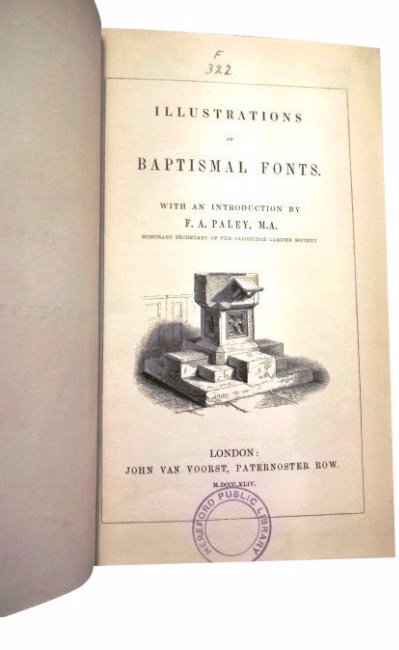 F
322
ILLUSTRATIONS
OF
BAPTISMAL FONTS.
WITH AN INTRODUCTION BY
F. A. PALEY, M.A.
HONORARY SECRETARY OF THE CAMBRIDGE CAMDEN SOCIETY
LONDON:
JOHN VAN VOORST, PATERNOSTER ROW.
M.DCCC.XLIV.
HEREFORD PUBLIC LIBRARY